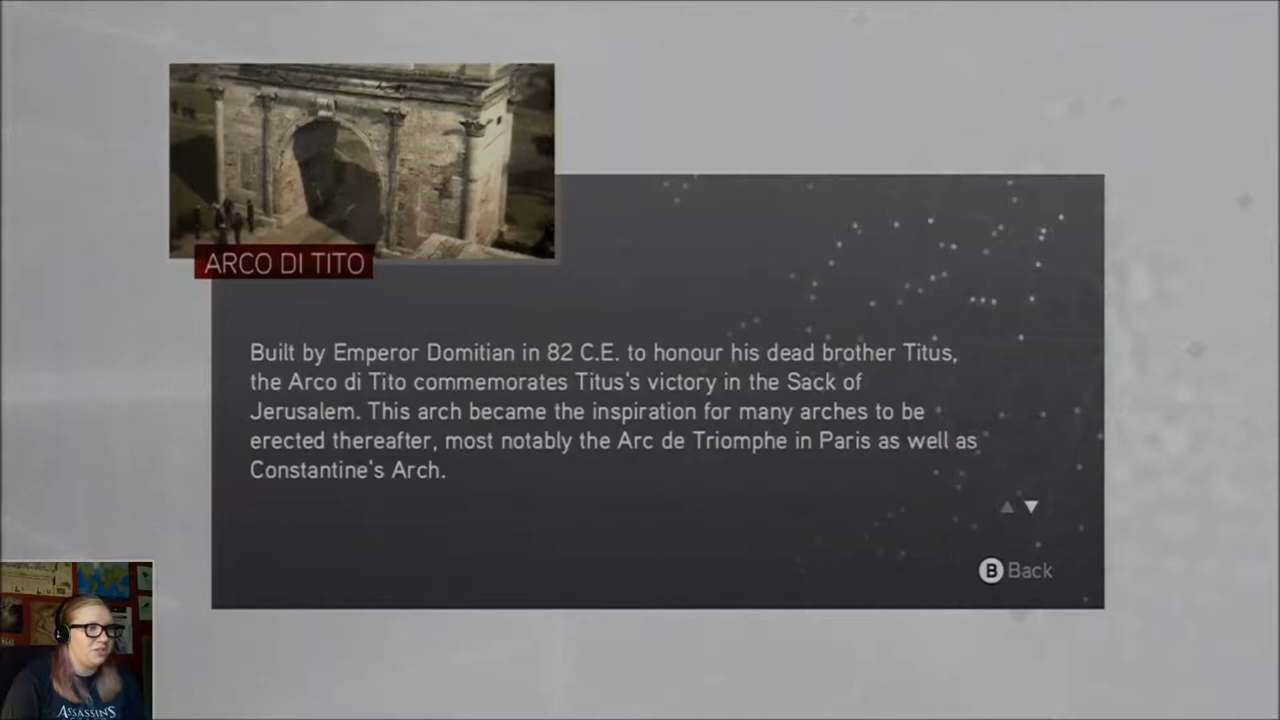 ARCO DI TITO
Built by Emperor Domitian in 82 C.E. to honour his dead brother Titus,
the Arco di Tito commemorates Titus's victory in the Sack of
Jerusalem. This arch became the inspiration for many arches to be
erected thereafter, most notably the Arc de Triomphe in Paris as well as
Constantine's Arch.
B Back
ASSASSINS